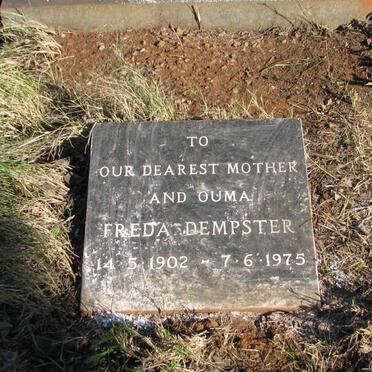 TO
OUR DEAREST MOTHER
AND OUMA
FREDA DEMPSTER
14.5.1902 - 7.6.1975